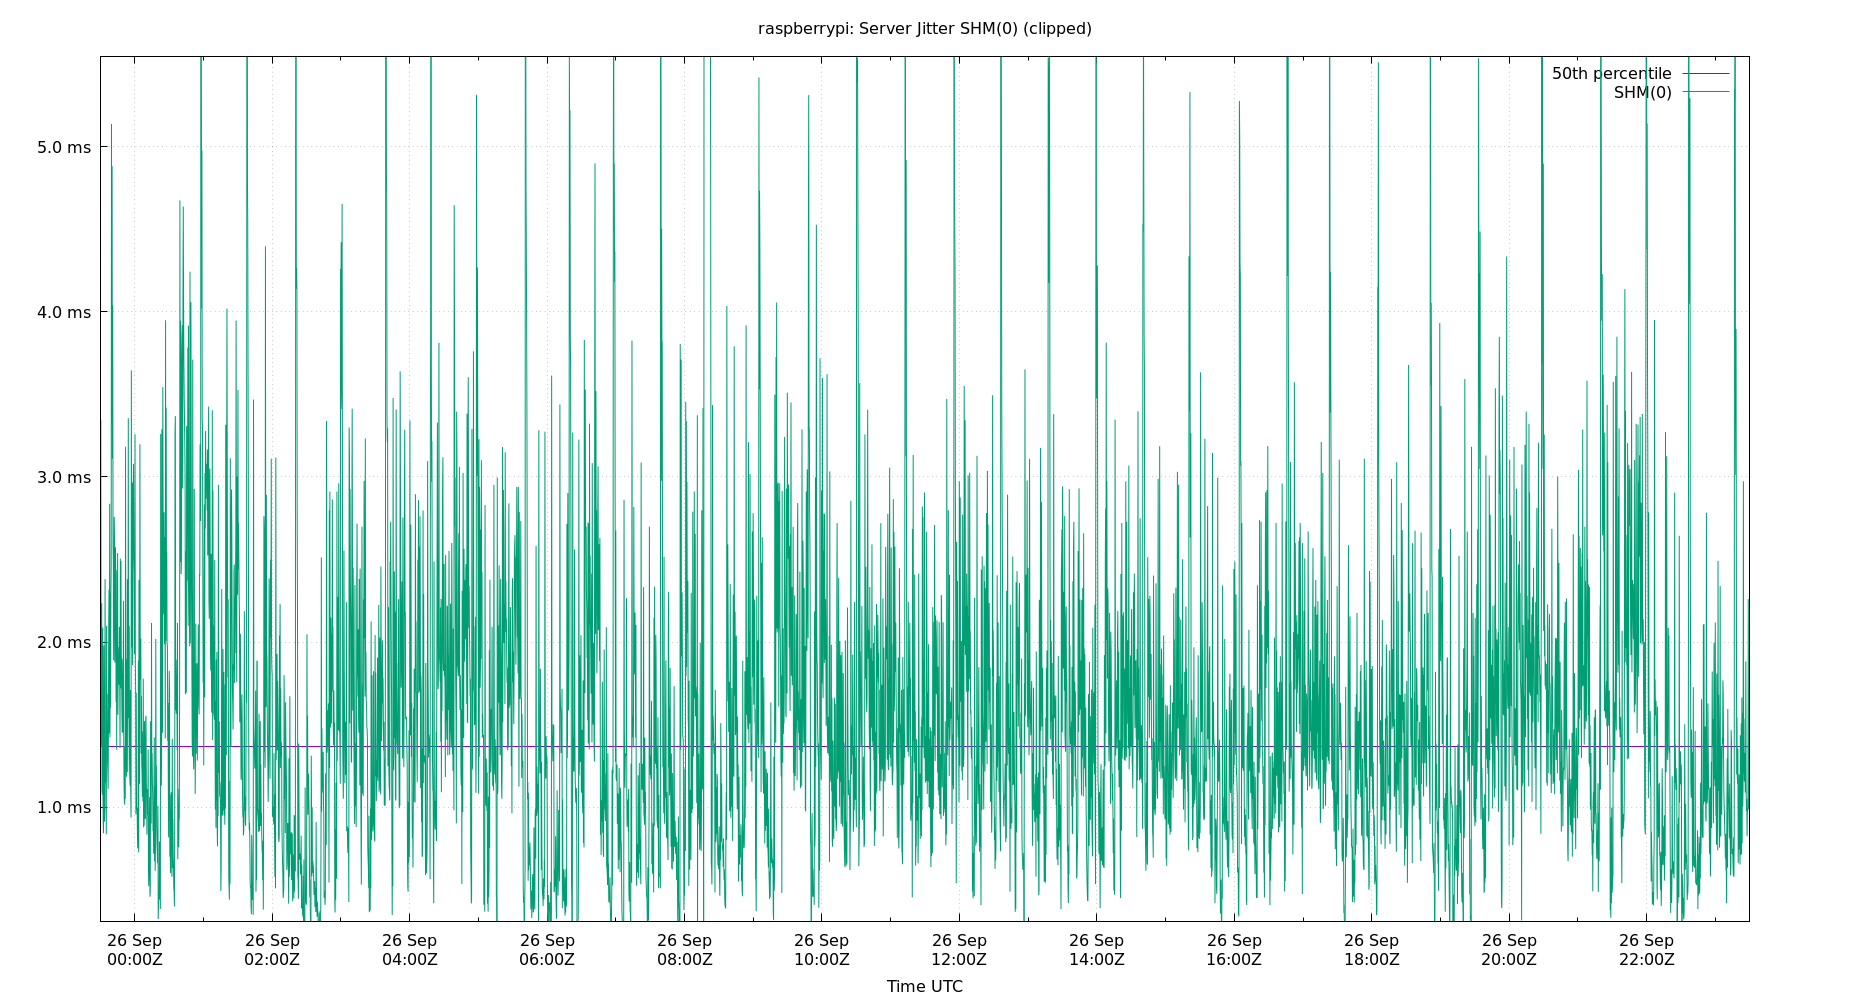 raspberrypi: Server Jitter SHM(0) (clipped)
50th percentile
SHM(0)
5.0 ms
4.0 ms
3.0 ms
2.0 ms
1.0 ms
26 Sep 26 Sep 26 Sep 26 Sep 26 Sep 26 Sep 26 Sep 26 Sep 26 Sep 26 Sep 26 Sep 26 Sep
00:00Z 02:00Z 04:00Z 06:00Z 08:00Z 10:00Z 12:00Z 14:00Z 16:00Z 18:00Z 20:00Z 22:00Z
Time UTC